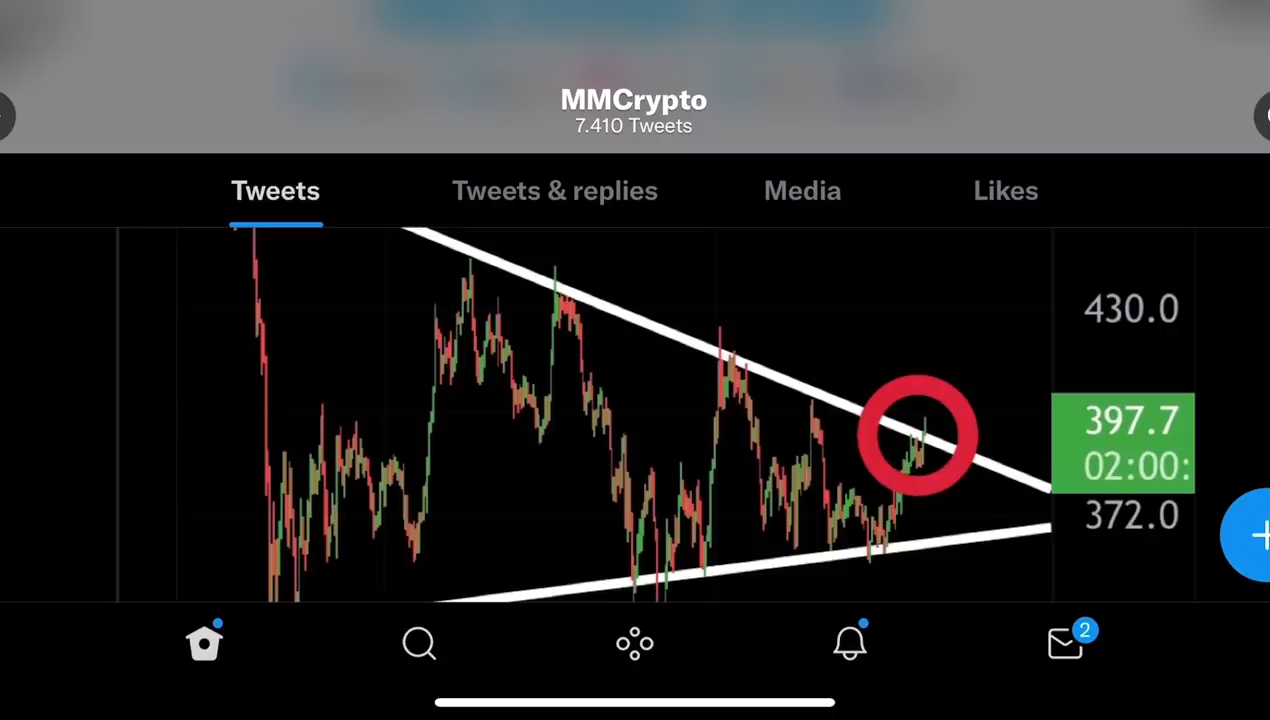 MMCrypto
7.410 Tweets
Tweets Tweets & replies Media Likes
430.0
397.7
02:00:
372.0
2